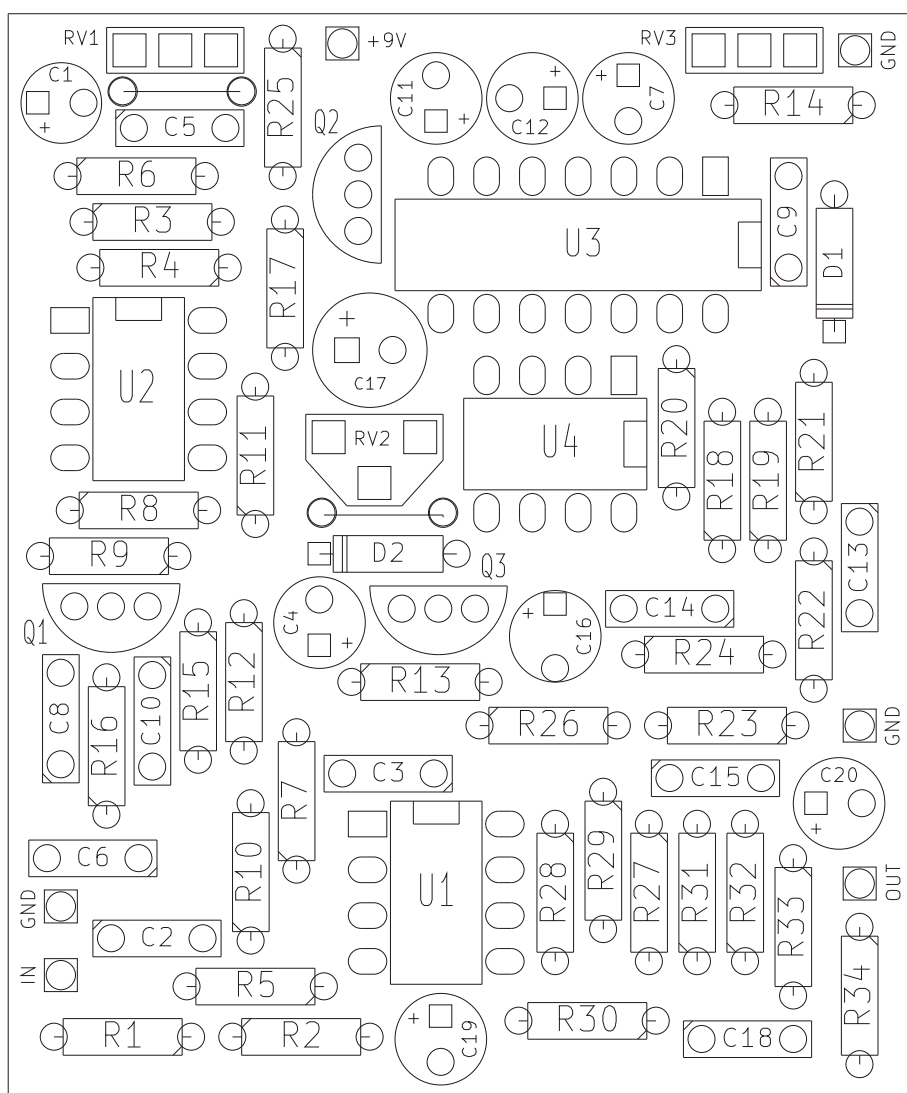 RV1
+9V
RV3
GND
C1
R25
C11
C12
C7
R14
C5
Q2
R6
R3
R4
R17
U3
C9
D1
C17
U2
R11
RV2
U4
R20
R18
R19
R21
R8
R9
D2
Q3
C13
Q1
C4
C16
C14
R22
R24
R15
R12
R13
C8
R16
C10
R26
R23
GND
R7
C3
C15
C20
C6
R10
U1
R28
R29
R27
R31
R32
R33
OUT
GND
C2
IN
R5
R34
R1
R2
C19
R30
C18